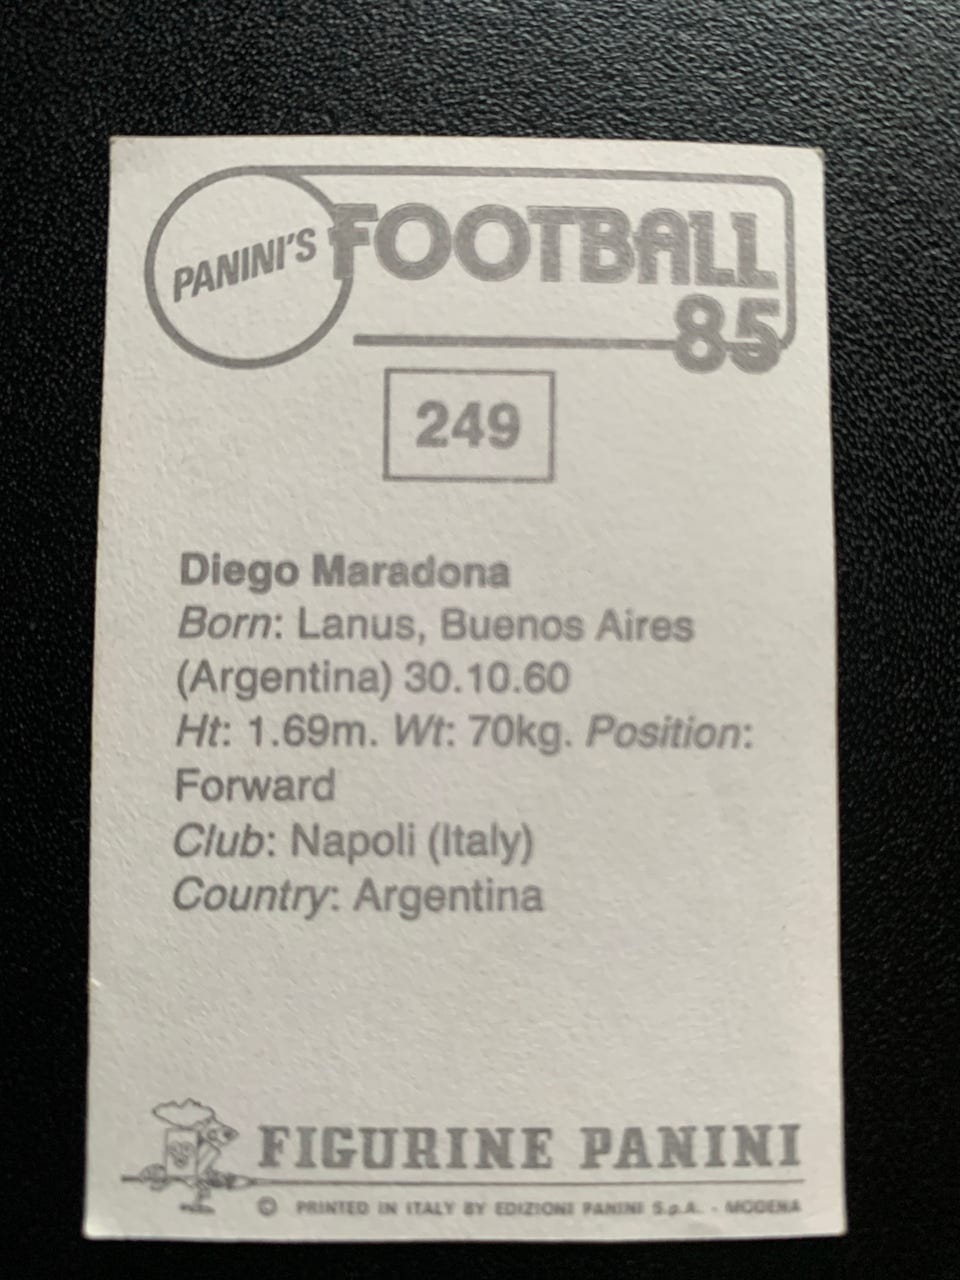 PANINI'S
FOOTBALL
85
249
Diego Maradona
Born: Lanus, Buenos Aires
(Argentina) 30.10.60
Ht: 1.69m. Wt: 70kg. Position:
Forward
Club: Napoli (Italy)
Country: Argentina
FIGURINE PANINI
© PRINTED IN ITALY BY EDIZIONI PANINI S.p.A. - MODENA